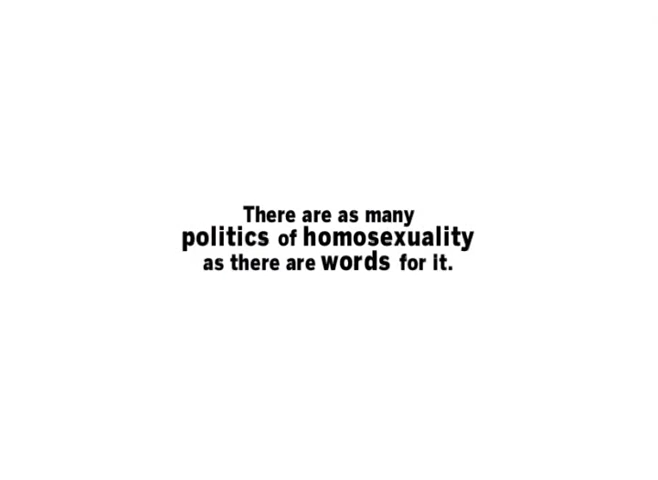 There are as many
politics of homosexuality
as there are words for it.